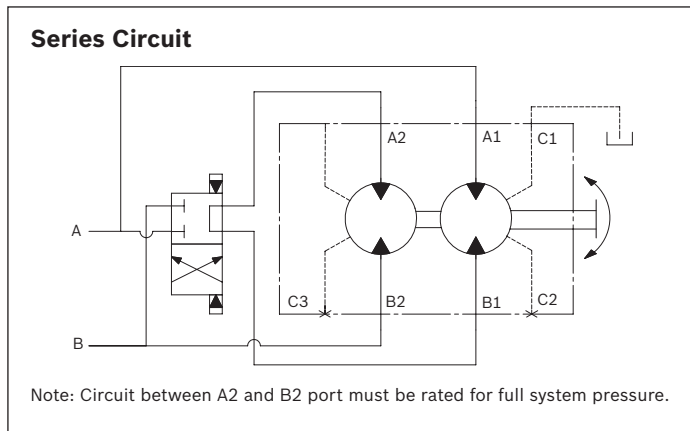 Series Circuit
A2
A1
C1
A
C3
B2
B1
C2
B
Note: Circuit between A2 and B2 port must be rated for full system pressure.